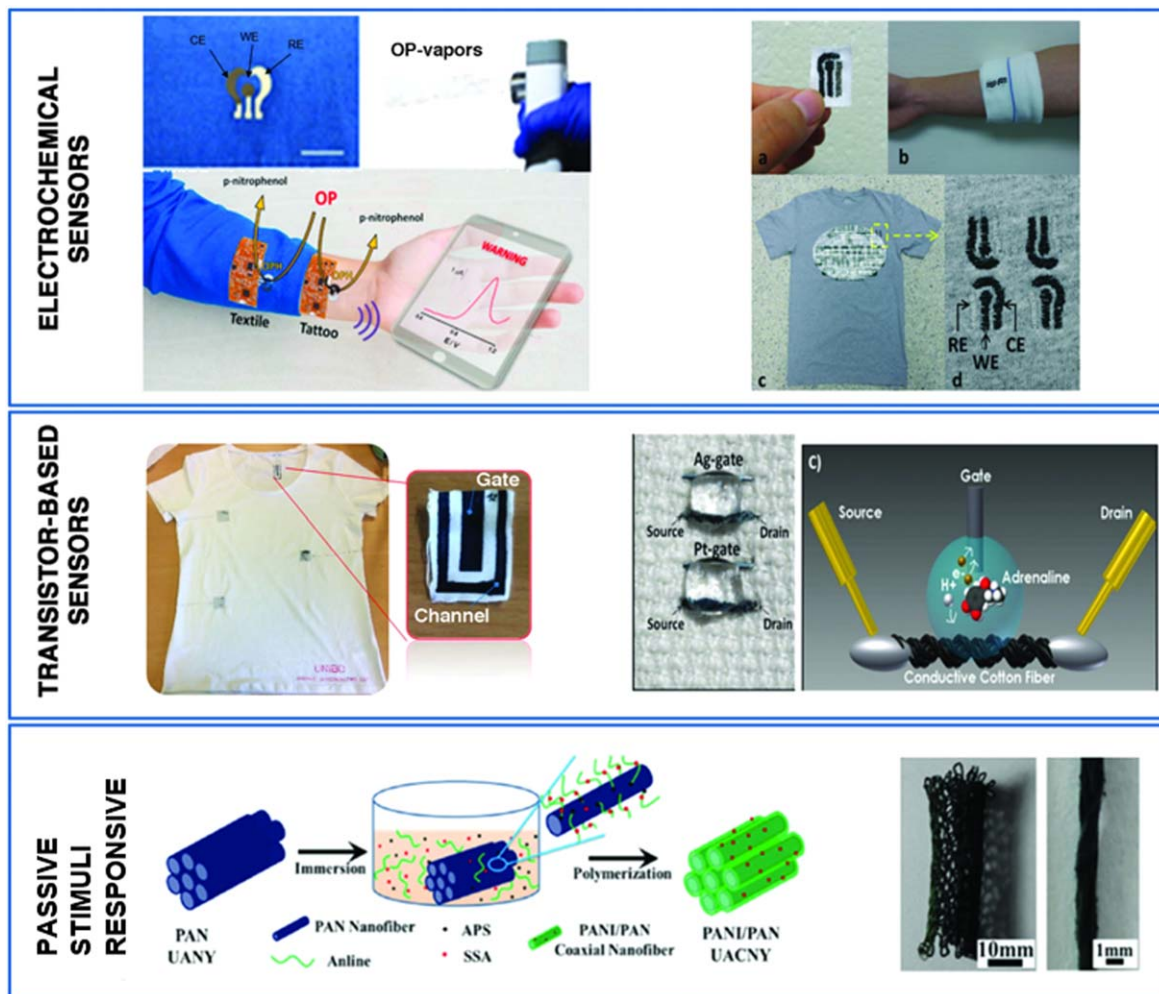 ELECTROCHEMICAL
SENSORS
CE
WE
RE
OP-vapors
p-nitrophenol
OP
p-nitrophenol
OPH
Textile
Tattoo
WARNING
E/V
a
b
c
RE
WE
CE
d
TRANSISTOR-BASED
SENSORS
Gate
Channel
Ag-gate
Source
Drain
Pt-gate
Source
Drain
C)
Gate
Source
Drain
H+
e-
Adrenaline
Conductive Cotton Fiber
PASSIVE
STIMULI
RESPONSIVE
Immersion
Polymerization
PAN
UANY
PAN Nanofiber
Anline
APS
SSA
PANI/PAN
Coaxial Nanofiber
PANI/PAN
UACNY
10mm
1mm